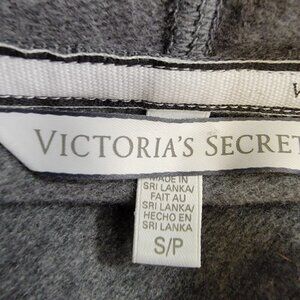 V
VICTORIA'S SECRET
MADE IN
SRI LANKA/
FAIT AU
SRI LANKA/
HECHO EN
SRI LANKA
S/P